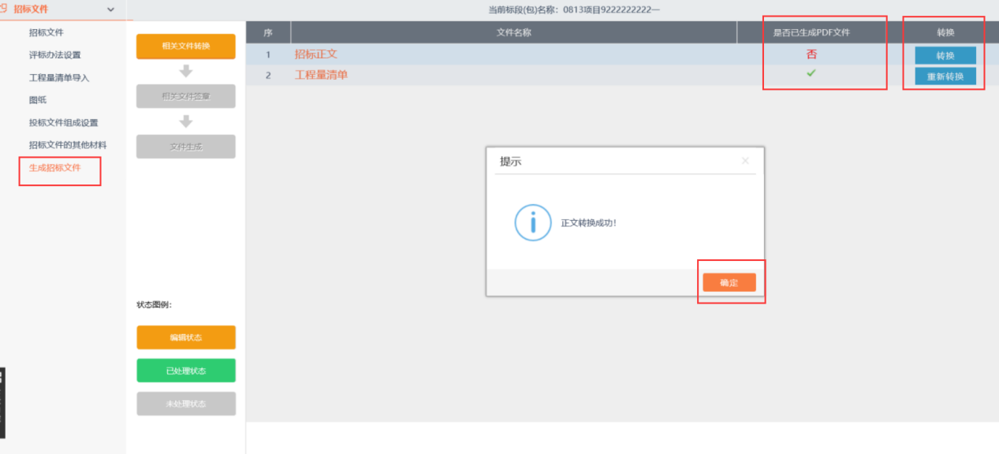 招标文件
当前标段(包)名称: 0813项目9222222222一
招标文件
评标办法设置
工程量清单导入
图纸
投标文件组成设置
招标文件的其他材料
生成招标文件
相关文件转换
相关文件签章
文件生成
状态图例:
编辑状态
已处理状态
未处理状态
序 文件名称 是否已生成PDF文件 转换
1 招标正文 否 转换
2 工程量清单 重新转换
提示
正文转换成功!
确定